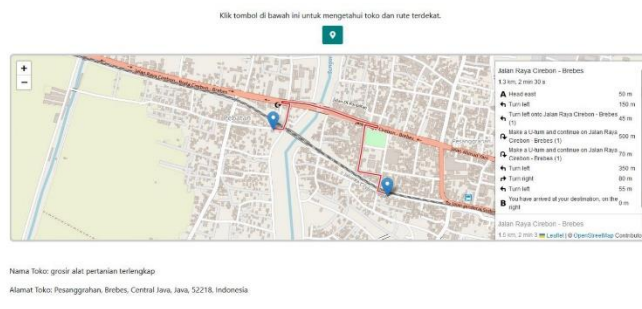 Klik tombol di bawah ini untuk mengetahui toko dan rute terdekat.
+
−
Jalan Raya Cirebon - Brebes
1.3 km, 2 min 30 s
A Head east 50 m
Turn left 150 m
Turn left onto Jalan Raya Cirebon - Brebes (1) 45 m
Make a U-turn and continue on Jalan Raya Cirebon - Brebes (1) 500 m
Make a U-turn and continue on Jalan Raya Cirebon - Brebes (1) 70 m
Turn left 350 m
Turn right 80 m
Turn left 55 m
B You have arrived at your destination, on the right 0 m
Jalan Raya Cirebon - Brebes
Leaflet | © OpenStreetMap Contributo
Nama Toko: grosir alat pertanian terlengkap
Alamat Toko: Pesanggrahan, Brebes, Central Java, Java, 52218, Indonesia